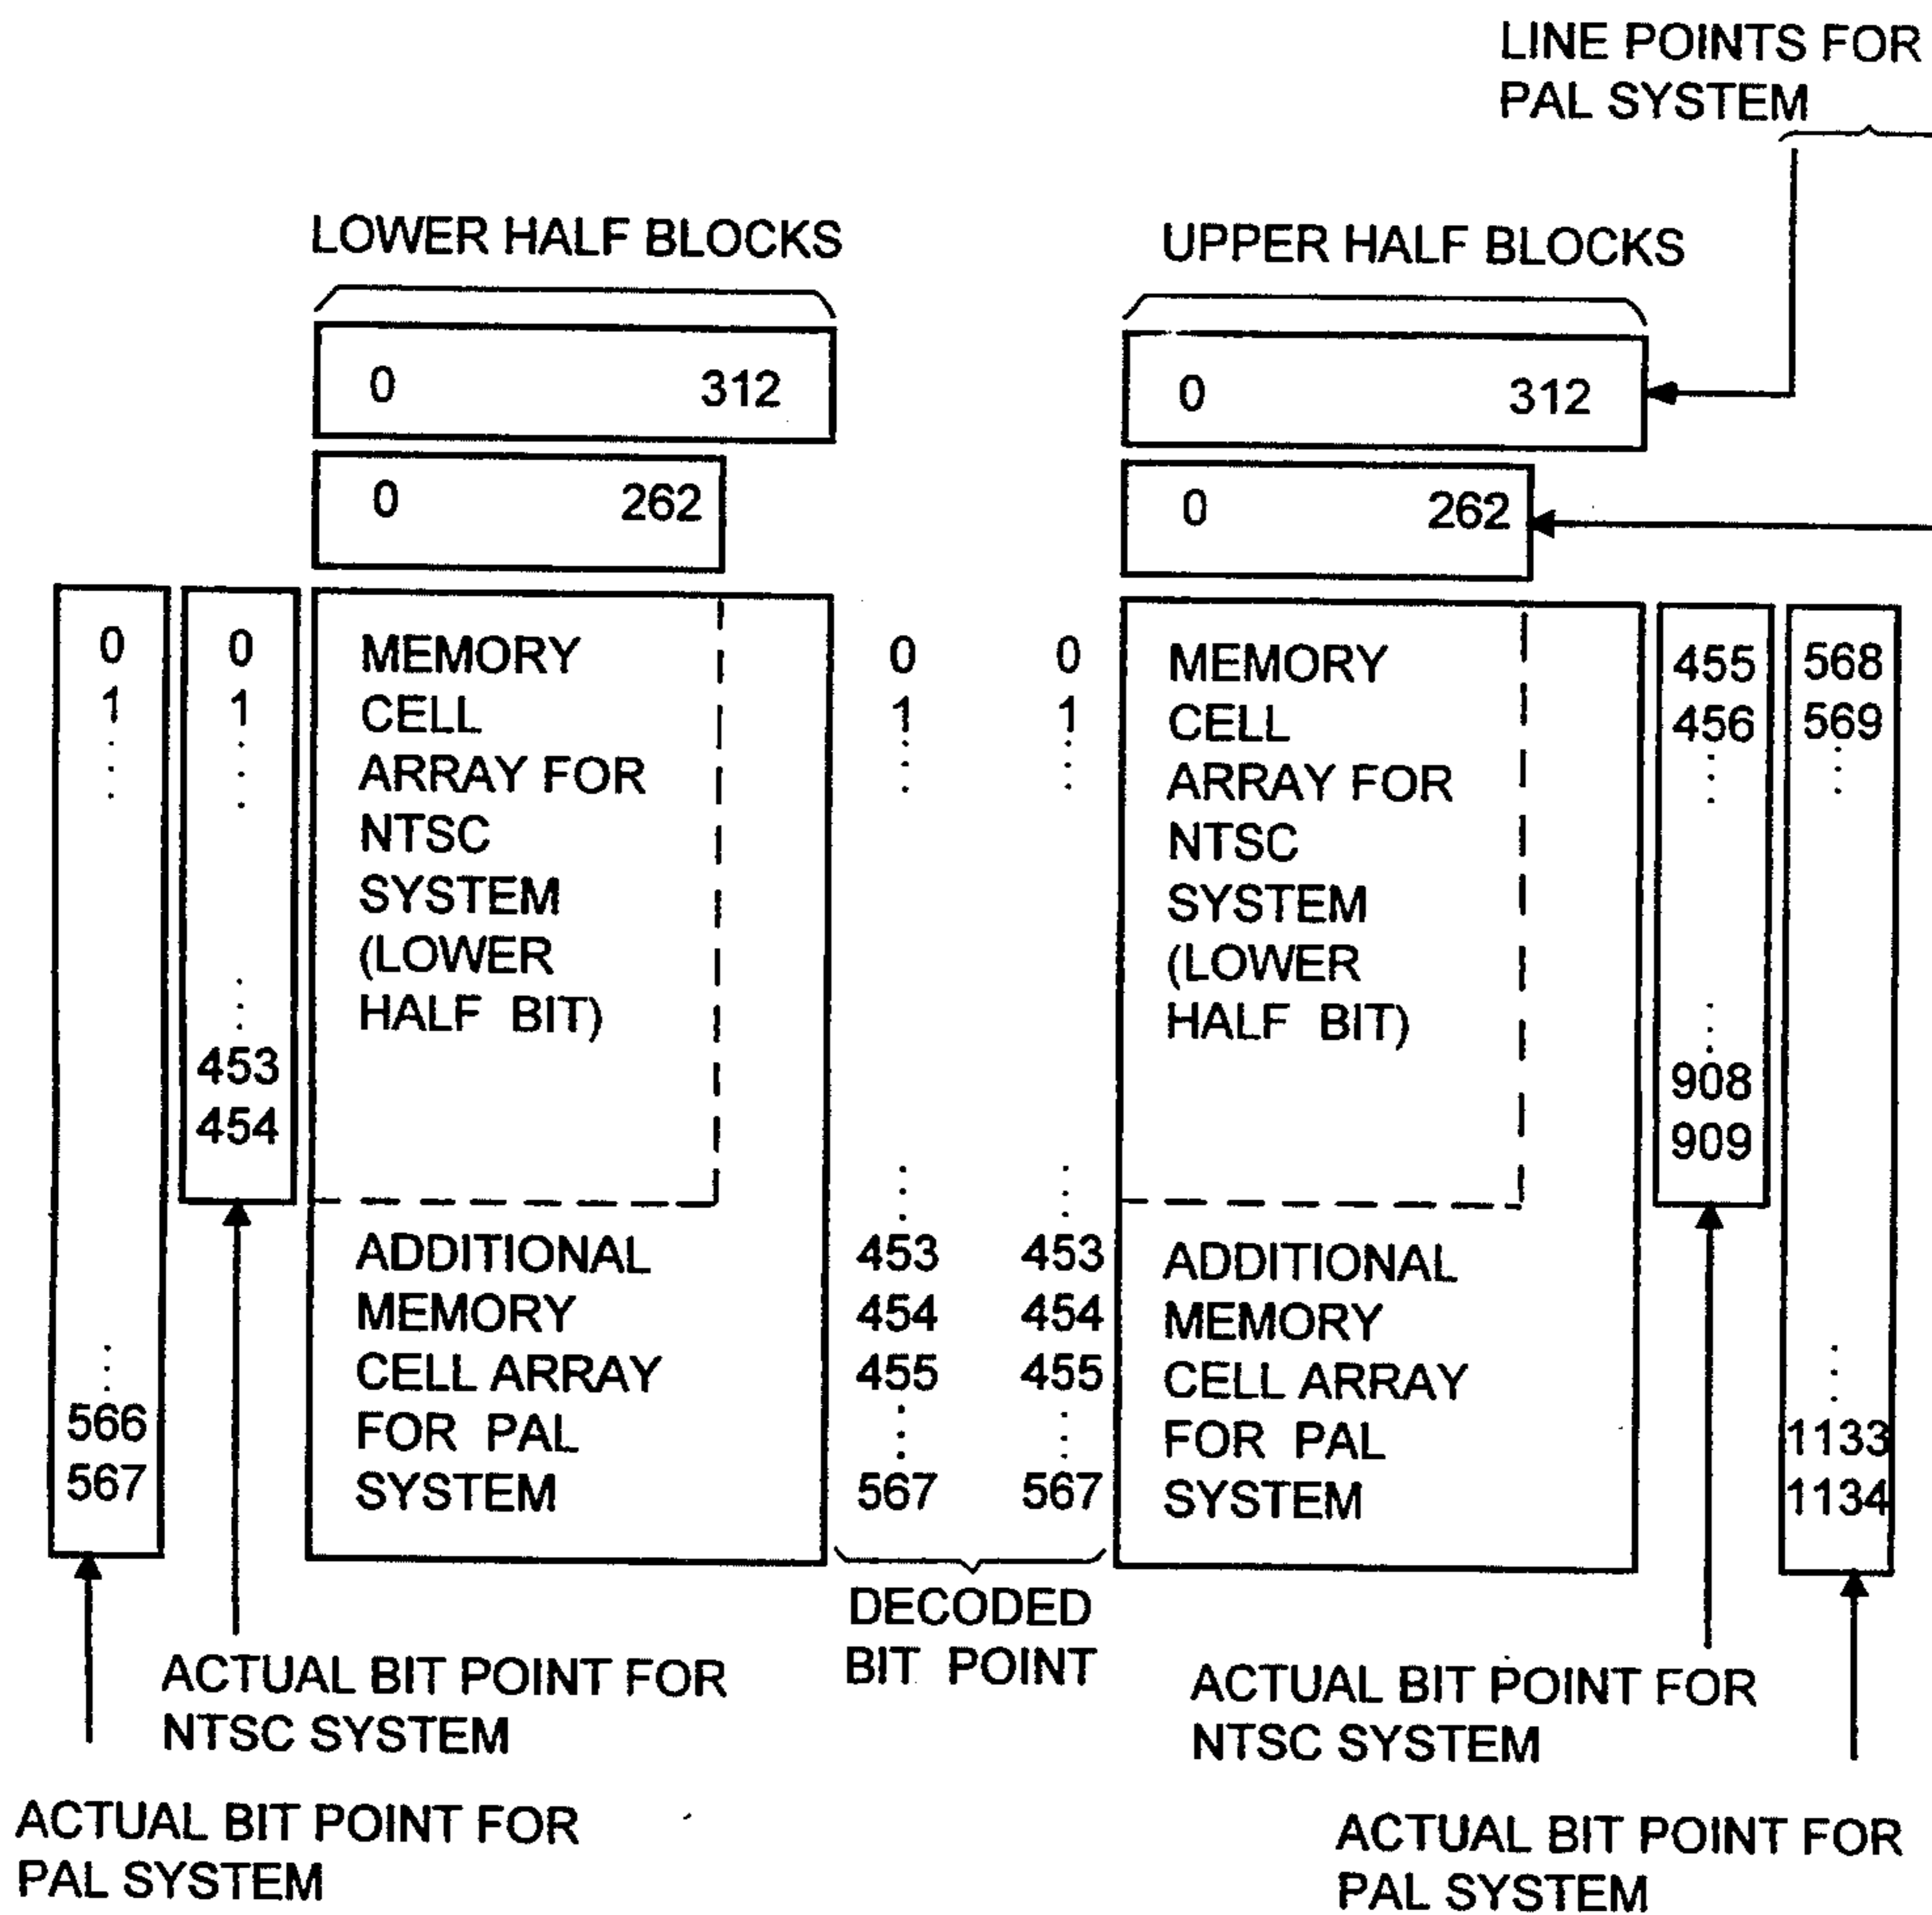 LINE POINTS FOR
PAL SYSTEM
LOWER HALF BLOCKS
UPPER HALF BLOCKS
0 312
0 312
0 262
0 262
0
1
566
567
0
1
453
454
MEMORY
CELL
ARRAY FOR
NTSC
SYSTEM
(LOWER
HALF BIT)
ADDITIONAL
MEMORY
CELL ARRAY
FOR PAL
SYSTEM
0 0
1 1
453 453
454 454
455 455
567 567
DECODED
BIT POINT
MEMORY
CELL
ARRAY FOR
NTSC
SYSTEM
(LOWER
HALF BIT)
ADDITIONAL
MEMORY
CELL ARRAY
FOR PAL
SYSTEM
455
456
908
909
568
569
1133
1134
ACTUAL BIT POINT FOR
NTSC SYSTEM
ACTUAL BIT POINT FOR
NTSC SYSTEM
ACTUAL BIT POINT FOR
PAL SYSTEM
ACTUAL BIT POINT FOR
PAL SYSTEM